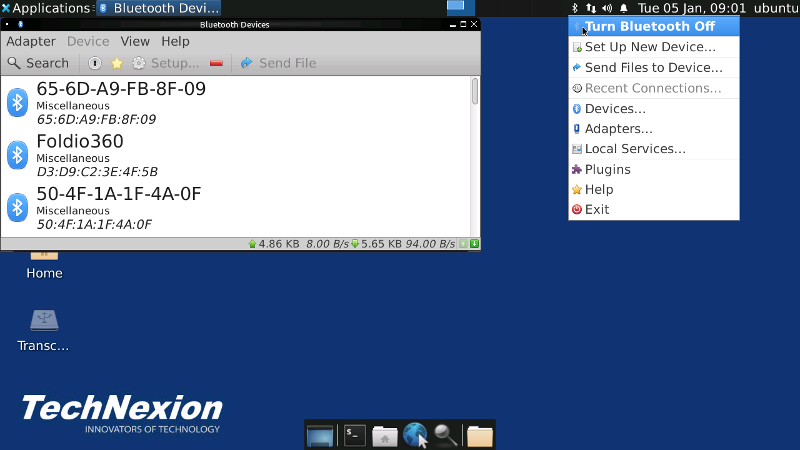 Applications
Bluetooth Devi...
Tue 05 Jan, 09:01
ubuntu
Bluetooth Devices
Adapter
Device
View
Help
Search
Setup...
Send File
65-6D-A9-FB-8F-09
Miscellaneous
65:6D:A9:FB:8F:09
Foldio360
Miscellaneous
D3:D9:C2:3E:4F:5B
50-4F-1A-1F-4A-0F
Miscellaneous
50:4F:1A:1F:4A:0F
4.86 KB 8.00 B/s 5.65 KB 94.00 B/s
Turn Bluetooth Off
Set Up New Device...
Send Files to Device...
Recent Connections...
Devices...
Adapters...
Local Services...
Plugins
Help
Exit
Home
Transc...
TechNexion
INNOVATORS OF TECHNOLOGY